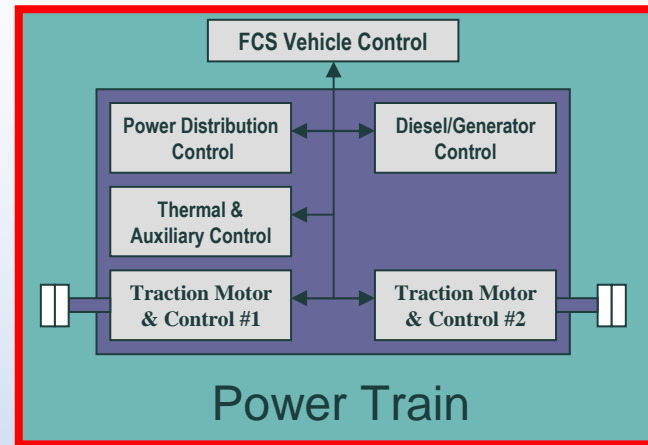 FCS Vehicle Control
Power Distribution
Control
Diesel/Generator
Control
Thermal &
Auxiliary Control
Traction Motor
& Control #1
Traction Motor
& Control #2
Power Train